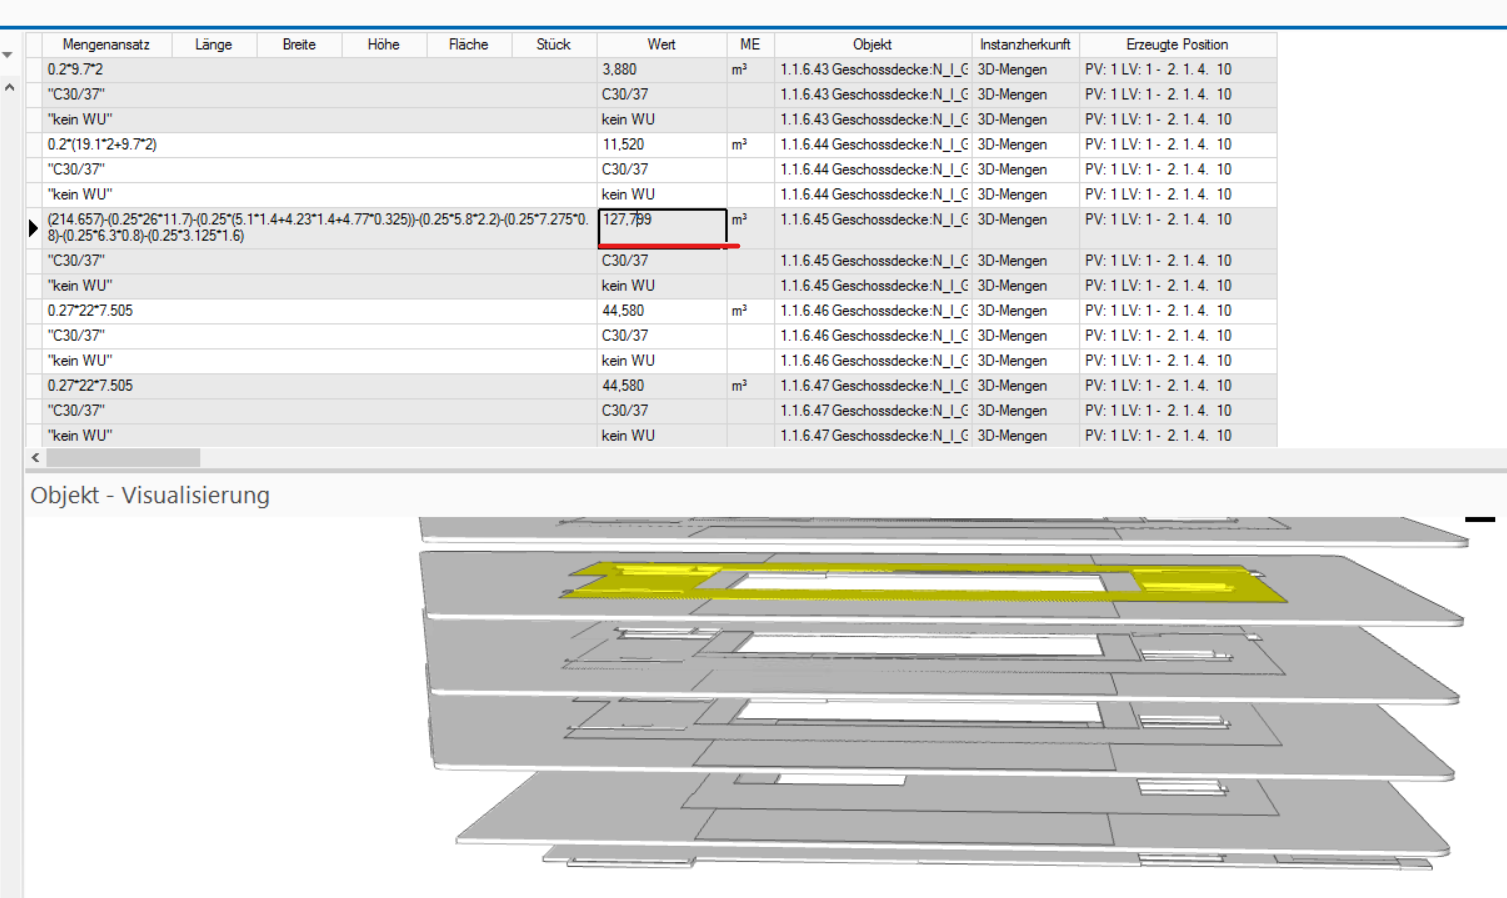 Mengenansatz Länge Breite Höhe Fläche Stück Wert ME Objekt Instanzherkunft Erzeugte Position
0.2*9.7*2 3,880 m³ 1.1.6.43 Geschossdecke:N_I_G 3D-Mengen PV: 1 LV: 1 - 2. 1. 4. 10
"C30/37" C30/37 1.1.6.43 Geschossdecke:N_I_G 3D-Mengen PV: 1 LV: 1 - 2. 1. 4. 10
"kein WU" kein WU 1.1.6.43 Geschossdecke:N_I_G 3D-Mengen PV: 1 LV: 1 - 2. 1. 4. 10
0.2*(19.1*2+9.7*2) 11,520 m³ 1.1.6.44 Geschossdecke:N_I_G 3D-Mengen PV: 1 LV: 1 - 2. 1. 4. 10
"C30/37" C30/37 1.1.6.44 Geschossdecke:N_I_G 3D-Mengen PV: 1 LV: 1 - 2. 1. 4. 10
"kein WU" kein WU 1.1.6.44 Geschossdecke:N_I_G 3D-Mengen PV: 1 LV: 1 - 2. 1. 4. 10
(214.657)-(0.25*26*11.7)-(0.25*(5.1*1.4+4.23*1.4+4.77*0.325))-(0.25*5.8*2.2)-(0.25*7.275*0. 127,799 m³ 1.1.6.45 Geschossdecke:N_I_G 3D-Mengen PV: 1 LV: 1 - 2. 1. 4. 10
8)-(0.25*6.3*0.8)-(0.25*3.125*1.6)
"C30/37" C30/37 1.1.6.45 Geschossdecke:N_I_G 3D-Mengen PV: 1 LV: 1 - 2. 1. 4. 10
"kein WU" kein WU 1.1.6.45 Geschossdecke:N_I_G 3D-Mengen PV: 1 LV: 1 - 2. 1. 4. 10
0.27*22*7.505 44,580 m³ 1.1.6.46 Geschossdecke:N_I_G 3D-Mengen PV: 1 LV: 1 - 2. 1. 4. 10
"C30/37" C30/37 1.1.6.46 Geschossdecke:N_I_G 3D-Mengen PV: 1 LV: 1 - 2. 1. 4. 10
"kein WU" kein WU 1.1.6.46 Geschossdecke:N_I_G 3D-Mengen PV: 1 LV: 1 - 2. 1. 4. 10
0.27*22*7.505 44,580 m³ 1.1.6.47 Geschossdecke:N_I_G 3D-Mengen PV: 1 LV: 1 - 2. 1. 4. 10
"C30/37" C30/37 1.1.6.47 Geschossdecke:N_I_G 3D-Mengen PV: 1 LV: 1 - 2. 1. 4. 10
"kein WU" kein WU 1.1.6.47 Geschossdecke:N_I_G 3D-Mengen PV: 1 LV: 1 - 2. 1. 4. 10
Objekt - Visualisierung